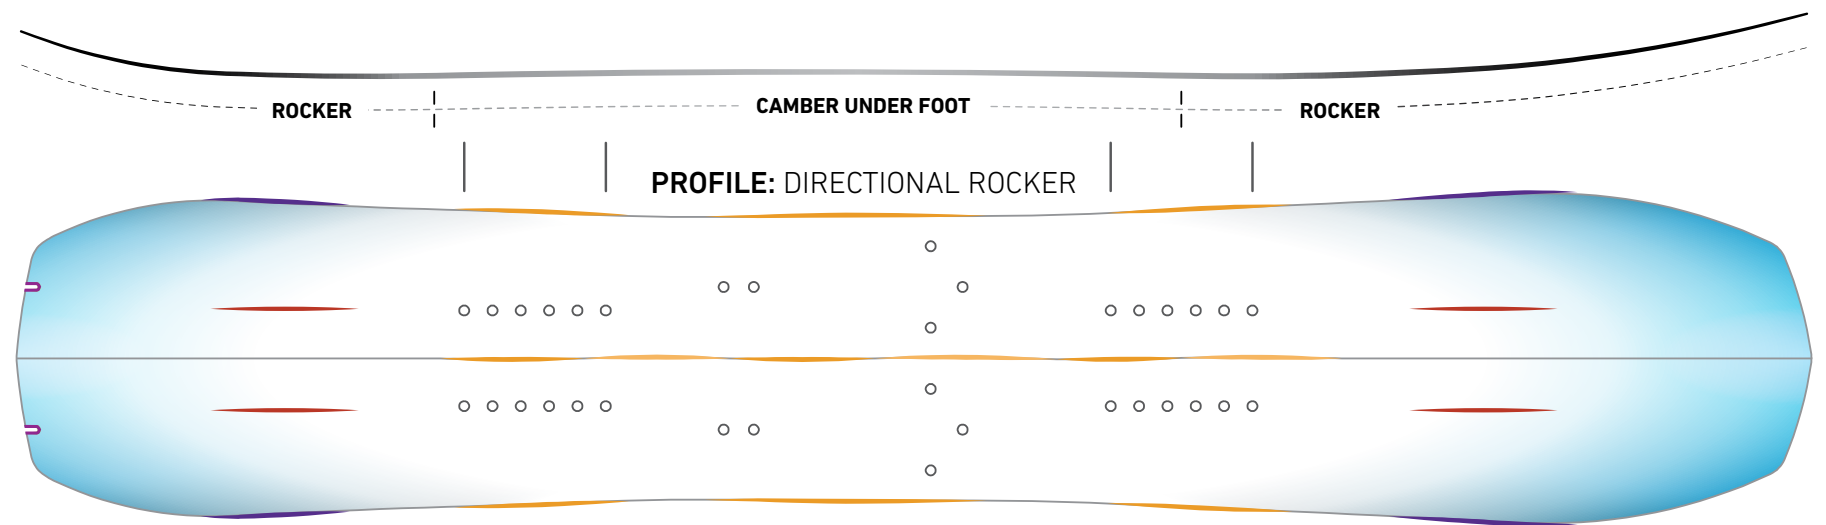 ROCKER
CAMBER UNDER FOOT
ROCKER
PROFILE: DIRECTIONAL ROCKER